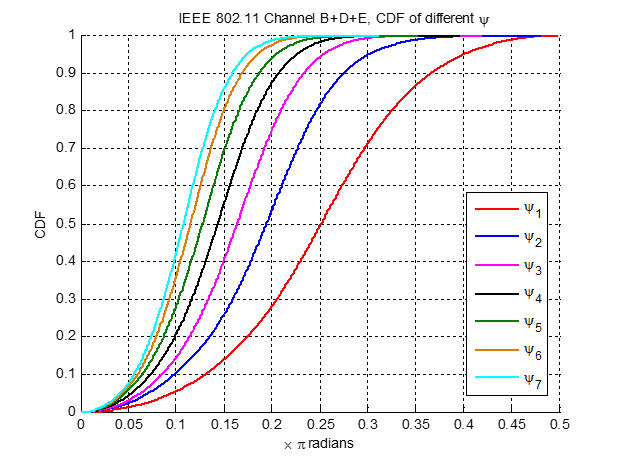 IEEE 802.11 Channel B+D+E, CDF of different ψ
1
0.9
0.8
0.7
0.6
0.5
0.4
0.3
0.2
0.1
0
CDF
ψ1
ψ2
ψ3
ψ4
ψ5
ψ6
ψ7
0 0.05 0.1 0.15 0.2 0.25 0.3 0.35 0.4 0.45 0.5
× π radians